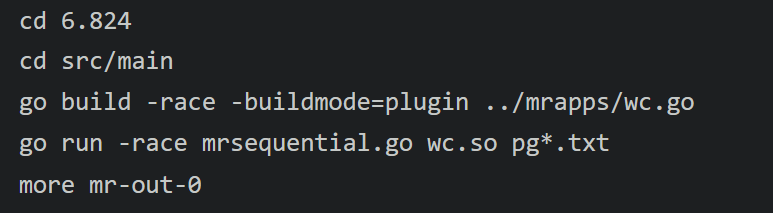 cd 6.824
cd src/main
go build -race -buildmode=plugin ../mrapps/wc.go
go run -race mrsequential.go wc.so pg*.txt
more mr-out-0